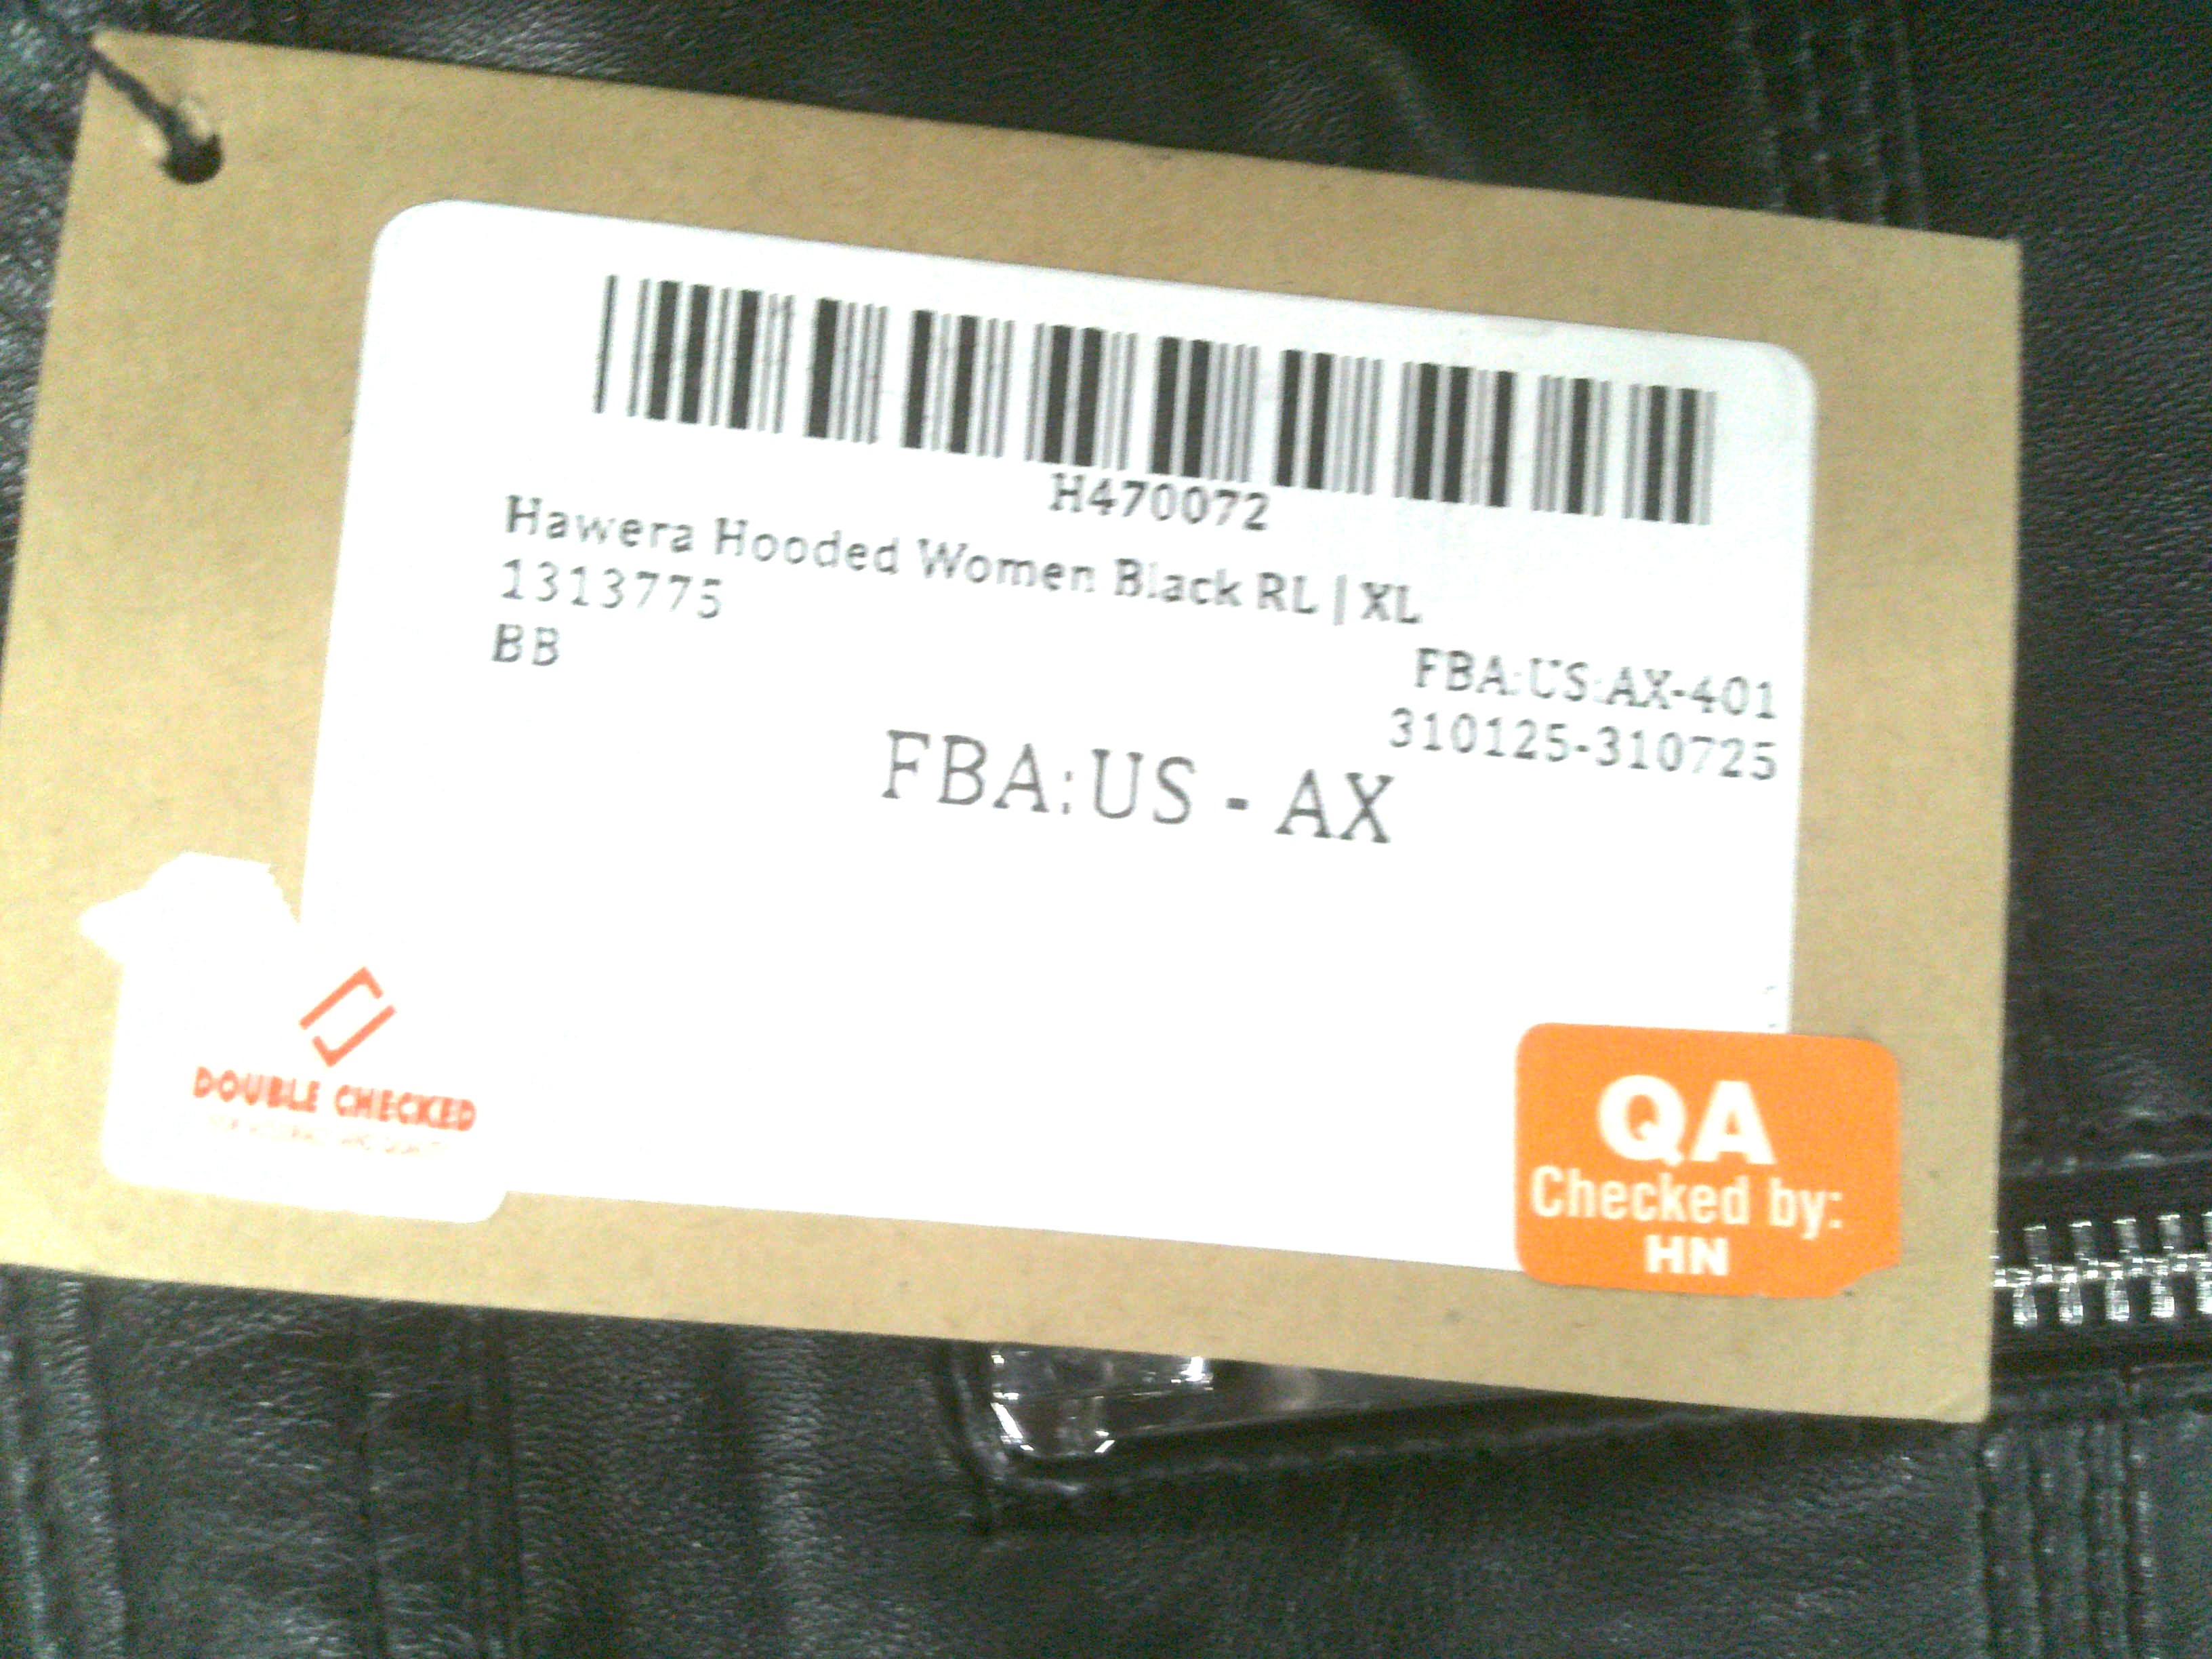 H470072
Hawera Hooded Women Black RL | XL
1313775
BB
FBA:US:AX-401
310125-310725
FBA:US - AX
DOUBLE CHECKED
QA
Checked by:
HN